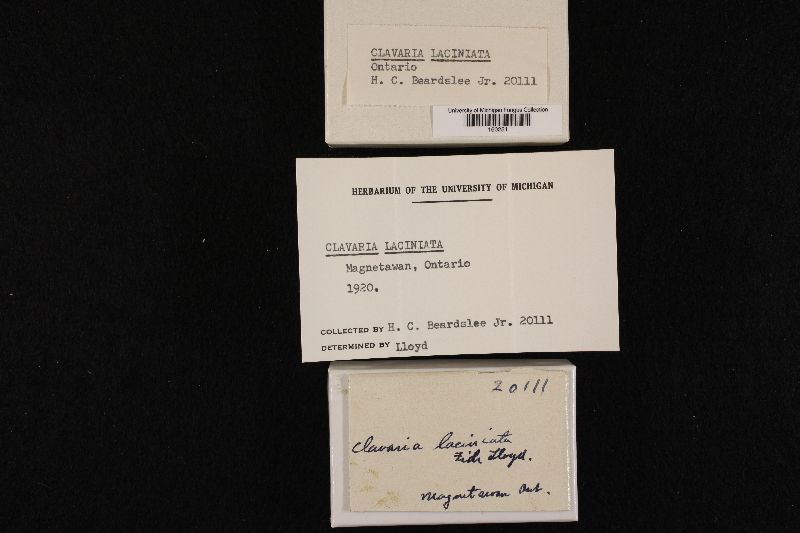 CLAVARIA LACINIATA
Ontario
H. C. Beardslee Jr. 20111
University of Michigan Fungus Collection
160251
HERBARIUM OF THE UNIVERSITY OF MICHIGAN
CLAVARIA LACINIATA
Magnetawan, Ontario
1920.
COLLECTED BY H. C. Beardslee Jr. 20111
DETERMINED BY Lloyd
20111
Clavaria laciniata
Fide Lloyd.
Magnetawan Ont.